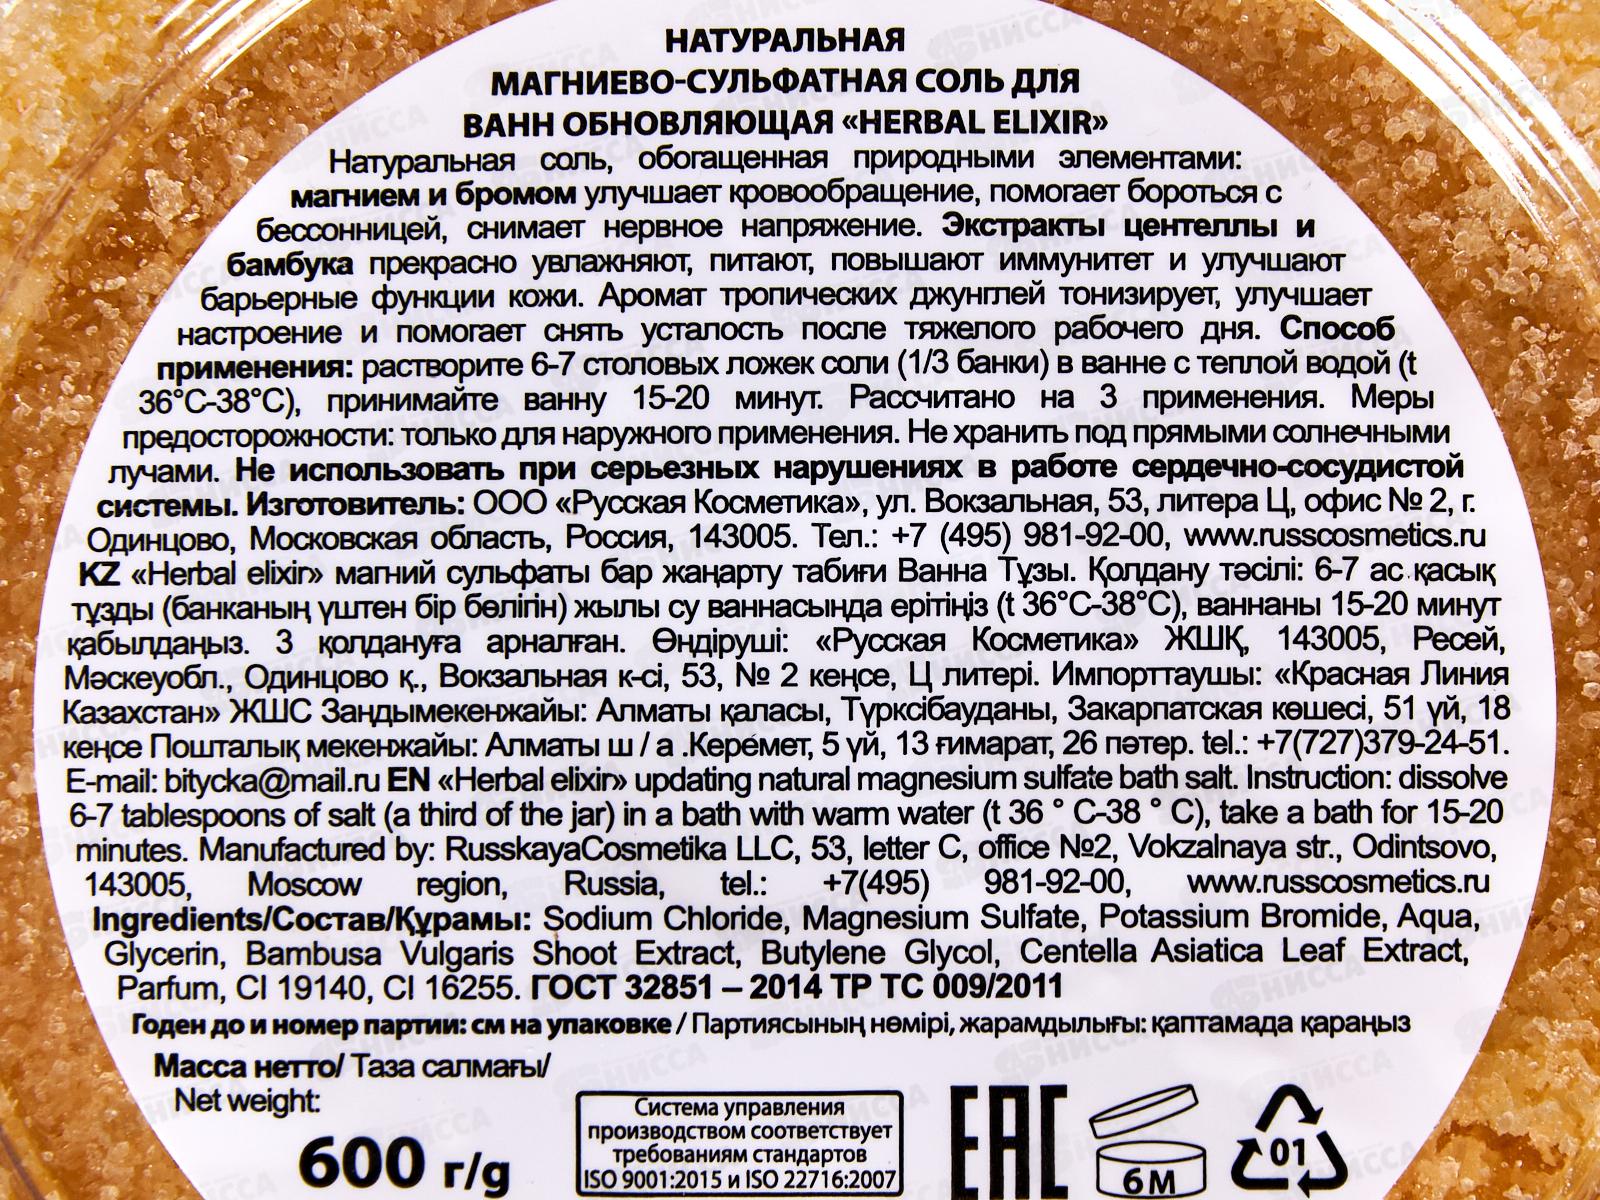 НАТУРАЛЬНАЯ
МАГНИЕВО-СУЛЬФАТНАЯ СОЛЬ ДЛЯ
ВАНН ОБНОВЛЯЮЩАЯ «HERBAL ELIXIR»
Натуральная соль, обогащенная природными элементами:
магнием и бромом улучшает кровообращение, помогает бороться с
бессонницей, снимает нервное напряжение. Экстракты центеллы и
бамбука прекрасно увлажняют, питают, повышают иммунитет и улучшают
барьерные функции кожи. Аромат тропических джунглей тонизирует, улучшает
настроение и помогает снять усталость после тяжелого рабочего дня. Способ
применения: растворите 6-7 столовых ложек соли (1/3 банки) в ванне с теплой водой (t
36°C-38°C), принимайте ванну 15-20 минут. Рассчитано на 3 применения. Меры
предосторожности: только для наружного применения. Не хранить под прямыми солнечными
лучами. Не использовать при серьезных нарушениях в работе сердечно-сосудистой
системы. Изготовитель: ООО «Русская Косметика», ул. Вокзальная, 53, литера Ц, офис № 2, г.
Одинцово, Московская область, Россия, 143005. Тел.: +7 (495) 981-92-00, www.russcosmetics.ru
KZ «Herbal elixir» магний сульфаты бар жаңарту табиғи Ванна Тұзы. Қолдану тәсілі: 6-7 ас қасық
тұзды (банканың үштен бір бөлігін) жылы су ваннасында ерітіңіз (t 36°C-38°C), ваннаны 15-20 минут
қабылдаңыз. 3 қолдануға арналған. Өндіруші: «Русская Косметика» ЖШҚ, 143005, Ресей,
Мәскеуобл., Одинцово қ., Вокзальная к-сі, 53, № 2 кеңсе, Ц литері. Импорттаушы: «Красная Линия
Казахстан» ЖШС Заңдымекенжайы: Алматы қаласы, Түрксібауданы, Закарпатская көшесі, 51 үй, 18
кеңсе Пошталық мекенжайы: Алматы ш / а .Керемет, 5 үй, 13 ғимарат, 26 пәтер. tel.: +7(727)379-24-51.
E-mail: bitycka@mail.ru EN «Herbal elixir» updating natural magnesium sulfate bath salt. Instruction: dissolve
6-7 tablespoons of salt (a third of the jar) in a bath with warm water (t 36 ° C-38 ° C), take a bath for 15-20
minutes. Manufactured by: RusskayaCosmetika LLC, 53, letter C, office №2, Vokzalnaya str., Odintsovo,
143005, Moscow region, Russia, tel.: +7(495) 981-92-00, www.russcosmetics.ru
Ingredients/Состав/Құрамы: Sodium Chloride, Magnesium Sulfate, Potassium Bromide, Aqua,
Glycerin, Bambusa Vulgaris Shoot Extract, Butylene Glycol, Centella Asiatica Leaf Extract,
Parfum, CI 19140, CI 16255. ГОСТ 32851 – 2014 ТР ТС 009/2011
Годен до и номер партии: см на упаковке / Партиясының нөмірі, жарамдылығы: қаптамада қараңыз
Масса нетто/ Таза салмағы/
Net weight:
600 г/g
Система управления
производством соответствует
требованиям стандартов
ISO 9001:2015 и ISO 22716:2007
EAC
6M
01